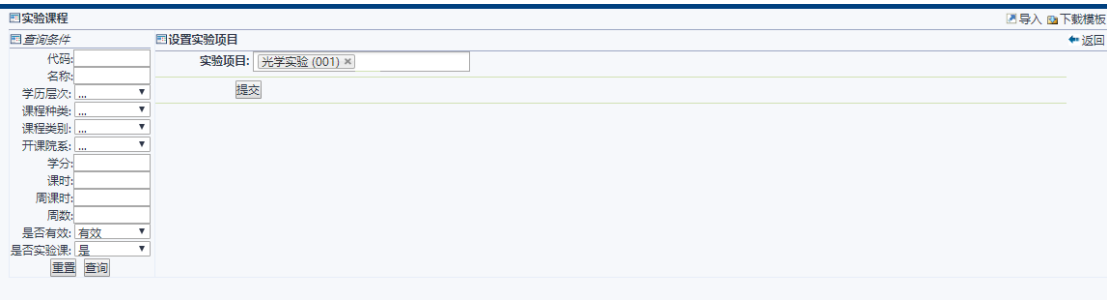 实验课程 导入 下载模板
查询条件 设置实验项目 返回
代码: 实验项目: 光学实验 (001) ×
名称:
学历层次: ... 提交
课程种类: ...
课程类别: ...
开课院系: ...
学分:
课时:
周课时:
周数:
是否有效: 有效
是否实验课: 是
重置 查询